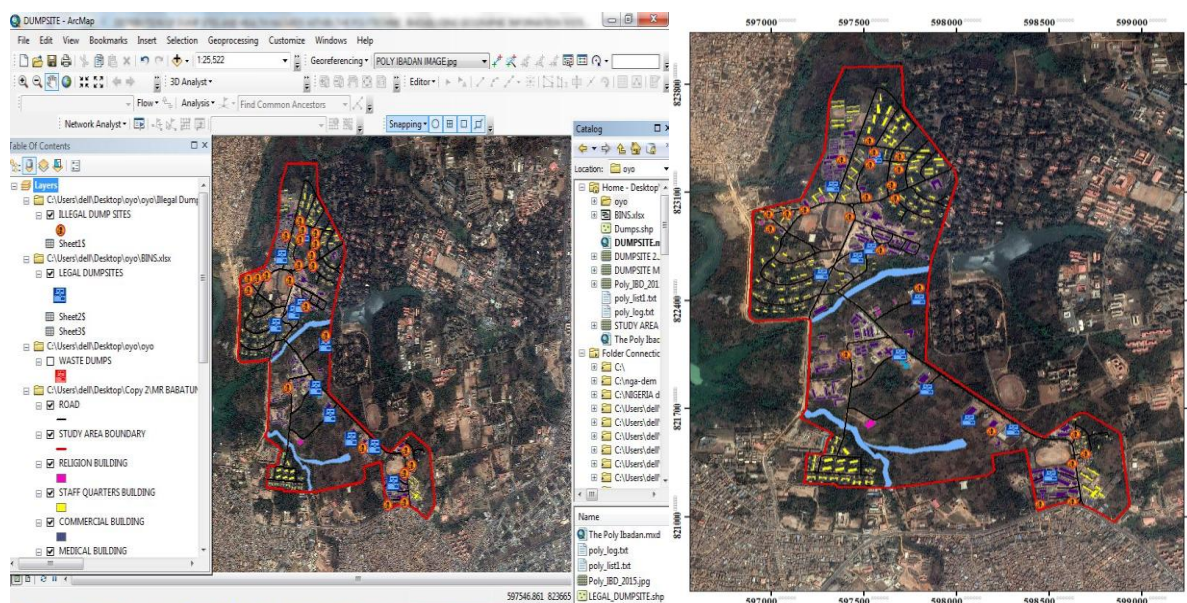 DUMPSITE - ArcMap
File Edit View Bookmarks Insert Selection Geoprocessing Customize Windows Help
1:25,522
Georeferencing
POLY IBADAN IMAGE.jpg
3D Analyst
Editor
Flow
Analysis
Find Common Ancestors
Network Analyst
Snapping
Table Of Contents
Layers
C:\Users\dell\Desktop\oyo\oyo\Illegal Dump
ILLEGAL DUMP SITES
Sheet1$
C:\Users\dell\Desktop\oyo\BINS.xlsx
LEGAL DUMPSITES
Sheet2$
Sheet3$
C:\Users\dell\Desktop\oyo\oyo
WASTE DUMPS
C:\Users\dell\Desktop\Copy 2\MR BABATUN
ROAD
STUDY AREA BOUNDARY
RELIGION BUILDING
STAFF QUARTERS BUILDING
COMMERCIAL BUILDING
MEDICAL BUILDING
Catalog
Location: oyo
Home - Desktop\
oyo
BINS.xlsx
Dumps.shp
DUMPSITE.m
DUMPSITE 2..
DUMPSITE M
Poly_IBD_201
poly_list1.txt
poly_log.txt
STUDY AREA
The Poly Ibad
Folder Connectio
C:\
C:\nga-dem
C:\NIGERIA d
C:\Users\dell\
C:\Users\dell\
C:\Users\dell\
C:\Users\dell\
C:\Users\dell\
C:\Users\dell\
Name
The Poly Ibadan.mxd
poly_log.txt
poly_list1.txt
Poly_IBD_2015.jpg
LEGAL_DUMPSITE.shp
597546.861 823665
597000 597500 598000 598500 599000
823800
823100
822400
821700
821000
597000 597500 598000 598500 599000